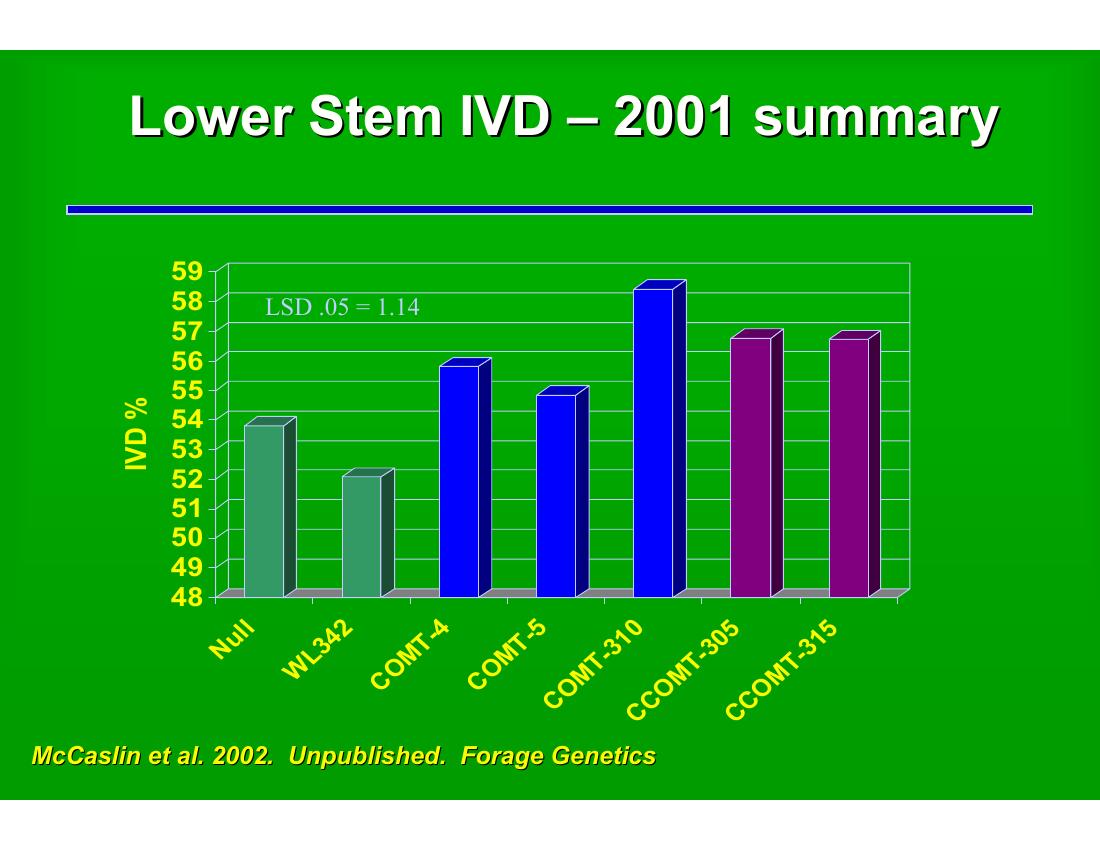 Lower Stem IVD – 2001 summary
59
58
57
56
55
54
53
52
51
50
49
48
IVD %
LSD .05 = 1.14
Null
WL342
COMT-4
COMT-5
COMT-310
CCOMT-305
CCOMT-315
McCaslin et al. 2002.  Unpublished.  Forage Genetics